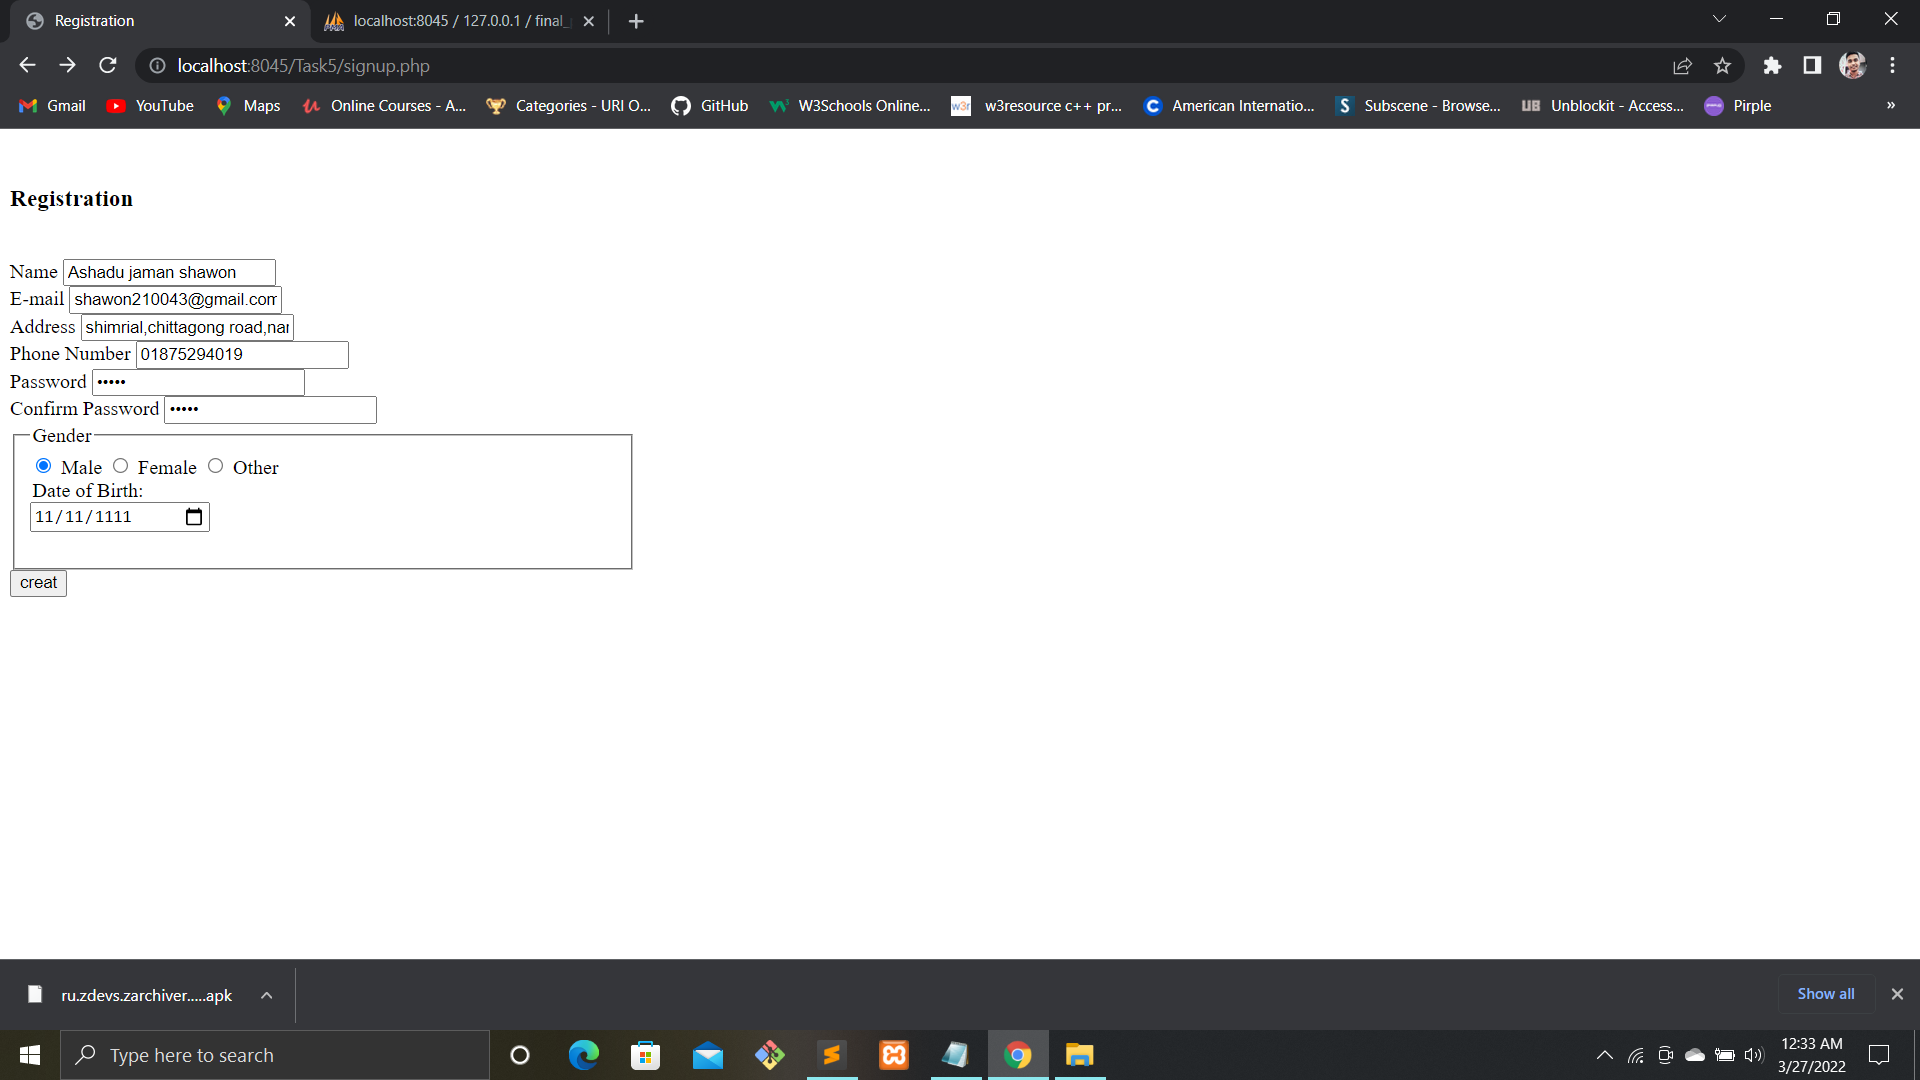 Registration
localhost:8045 / 127.0.0.1 / final_
localhost:8045/Task5/signup.php
Gmail YouTube Maps Online Courses - A... Categories - URI O... GitHub W3Schools Online... w3r w3resource c++ pr... American Internatio... Subscene - Browse... UB Unblockit - Access... Pirple »
Registration
Name Ashadu jaman shawon
E-mail shawon210043@gmail.com
Address shimrial,chittagong road,nar
Phone Number 01875294019
Password •••••
Confirm Password •••••
Gender
Male Female Other
Date of Birth:
11/11/1111
creat
ru.zdevs.zarchiver.....apk
Show all
Type here to search
12:33 AM
3/27/2022